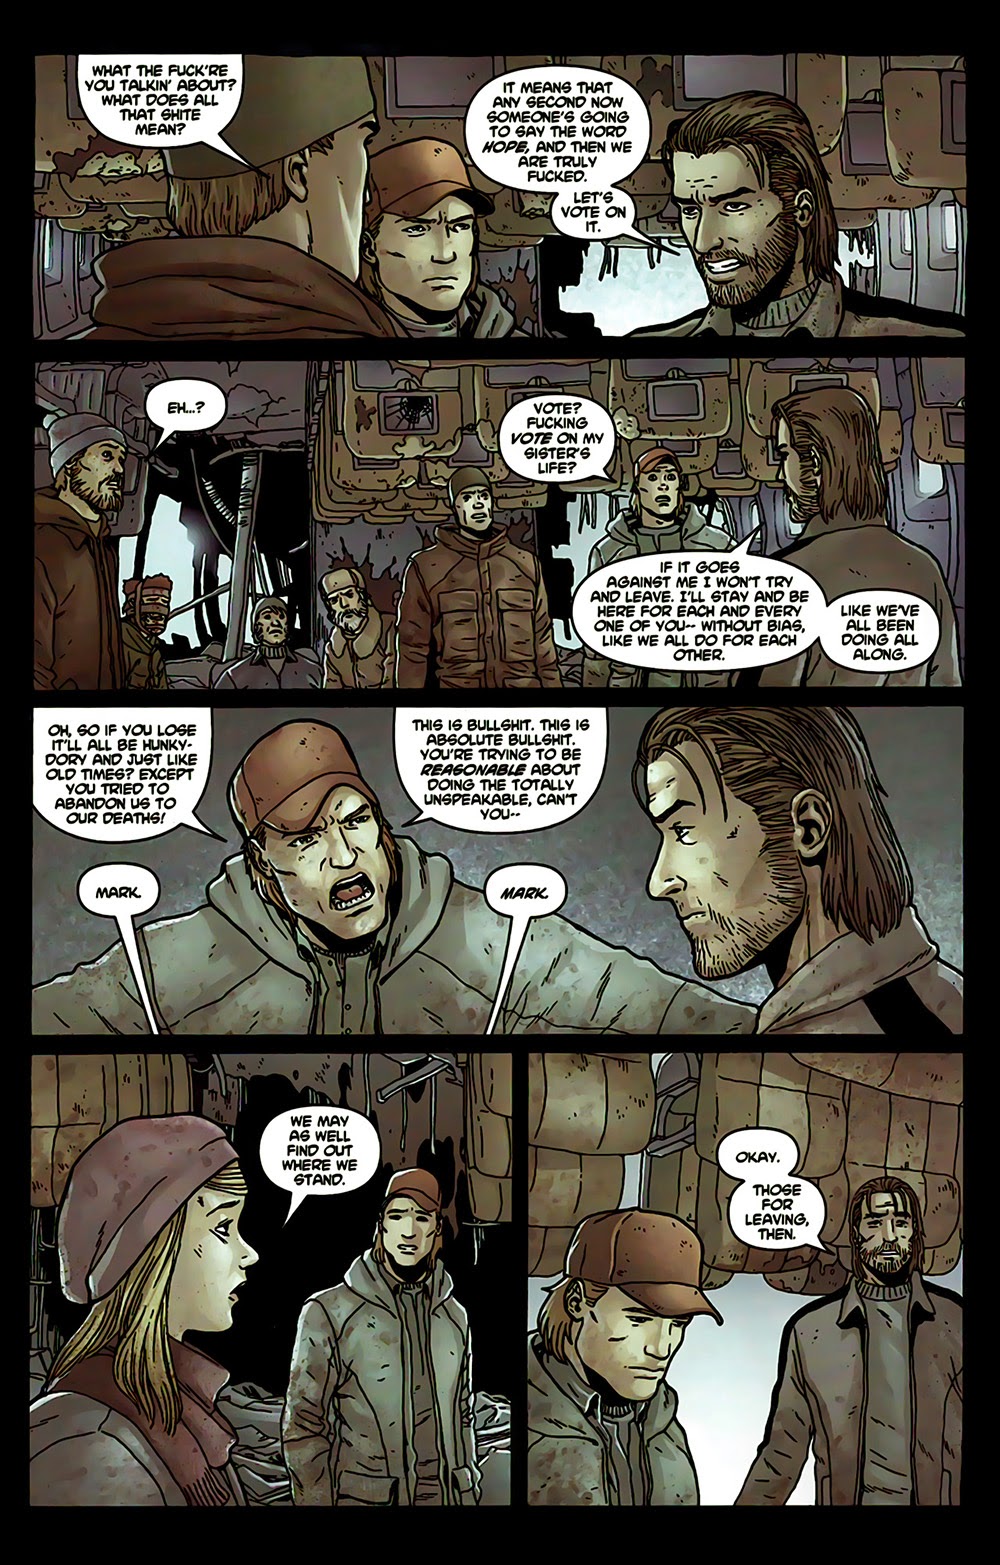 WHAT THE FUCK'RE
YOU TALKIN' ABOUT?
WHAT DOES ALL
THAT SHITE
MEAN?
IT MEANS THAT
ANY SECOND NOW
SOMEONE'S GOING
TO SAY THE WORD
HOPE, AND THEN WE
ARE TRULY
FUCKED.
LET'S
VOTE ON
IT.
EH...?
VOTE?
FUCKING
VOTE ON MY
SISTER'S
LIFE?
IF IT GOES
AGAINST ME I WON'T TRY
AND LEAVE. I'LL STAY AND BE
HERE FOR EACH AND EVERY
ONE OF YOU-- WITHOUT BIAS,
LIKE WE ALL DO FOR EACH
OTHER.
LIKE WE'VE
ALL BEEN
DOING ALL
ALONG.
OH, SO IF YOU LOSE
IT'LL ALL BE HUNKY-
DORY AND JUST LIKE
OLD TIMES? EXCEPT
YOU TRIED TO
ABANDON US TO
OUR DEATHS!
THIS IS BULLSHIT. THIS IS
ABSOLUTE BULLSHIT.
YOU'RE TRYING TO BE
REASONABLE ABOUT
DOING THE TOTALLY
UNSPEAKABLE, CAN'T
YOU--
MARK.
MARK.
WE MAY
AS WELL
FIND OUT
WHERE WE
STAND.
OKAY.
THOSE
FOR
LEAVING,
THEN.